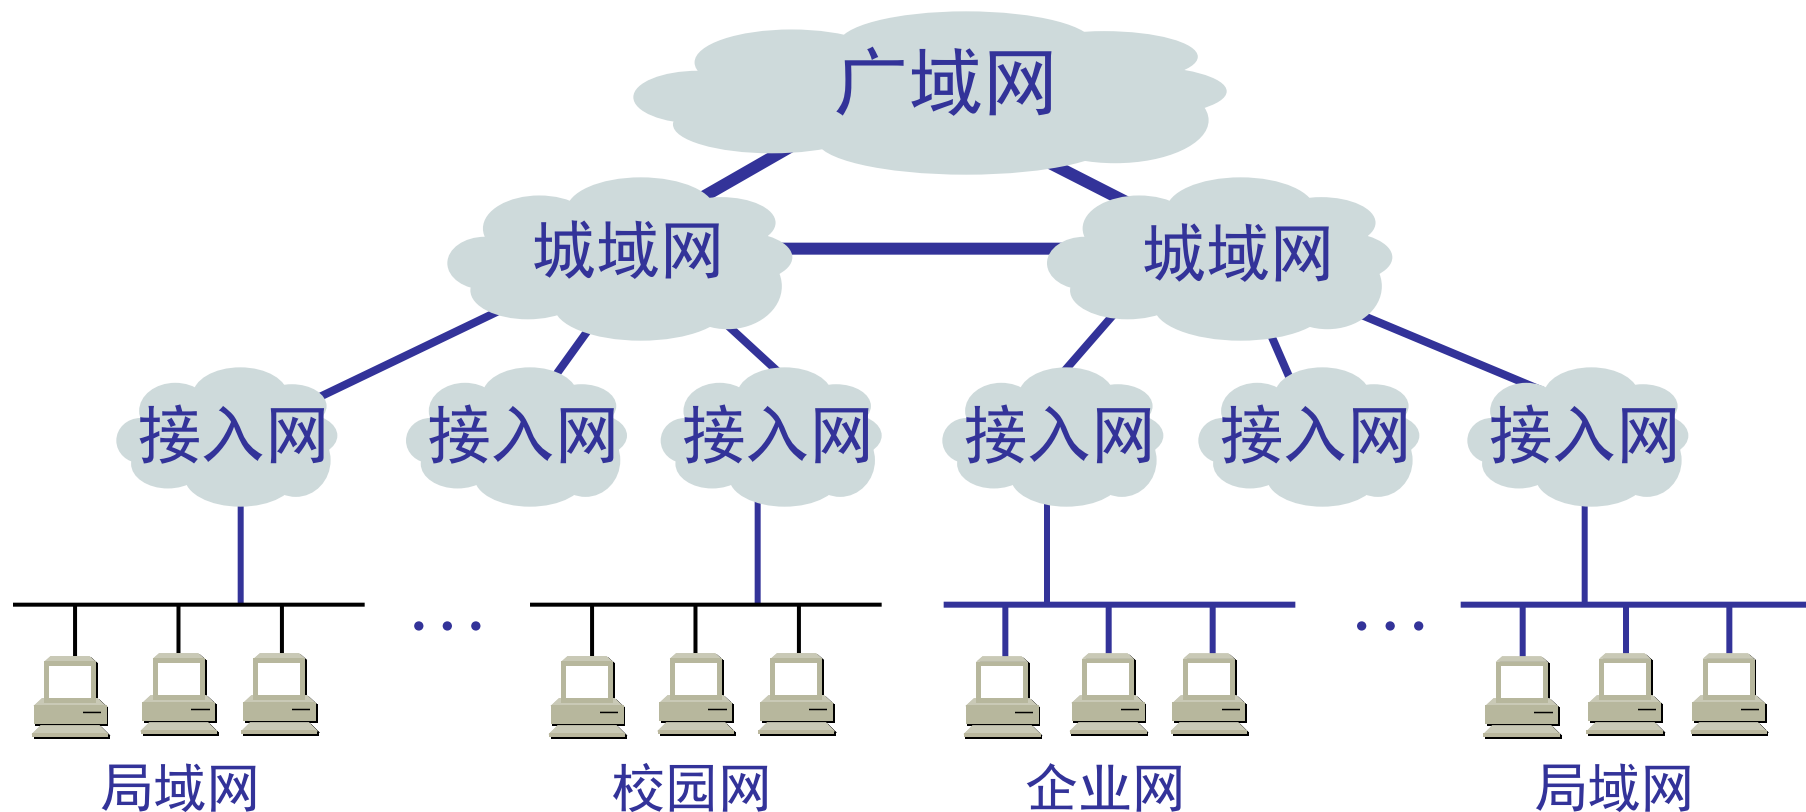 广域网
城域网 城域网
接入网 接入网 接入网 接入网 接入网 接入网
... ...
局域网 校园网 企业网 局域网